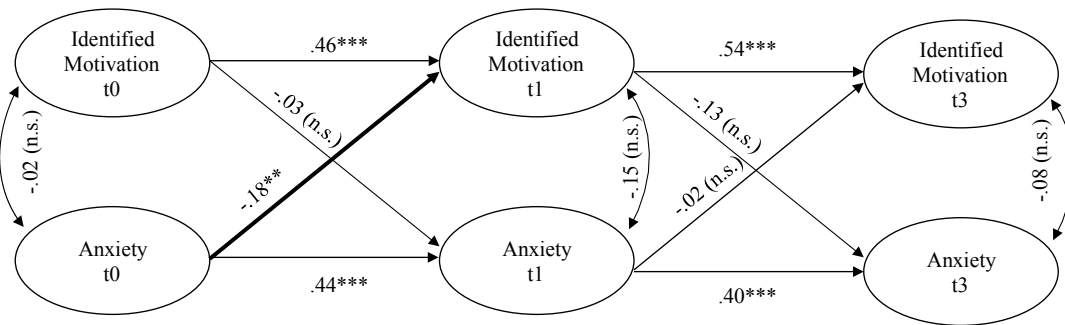 Identified
Motivation
t0
.46***
Identified
Motivation
t1
.54***
Identified
Motivation
t3
-.02 (n.s.)
-.03 (n.s.)
-.18**
-.15 (n.s.)
-.13 (n.s.)
-.02 (n.s.)
-.08 (n.s.)
Anxiety
t0
.44***
Anxiety
t1
.40***
Anxiety
t3